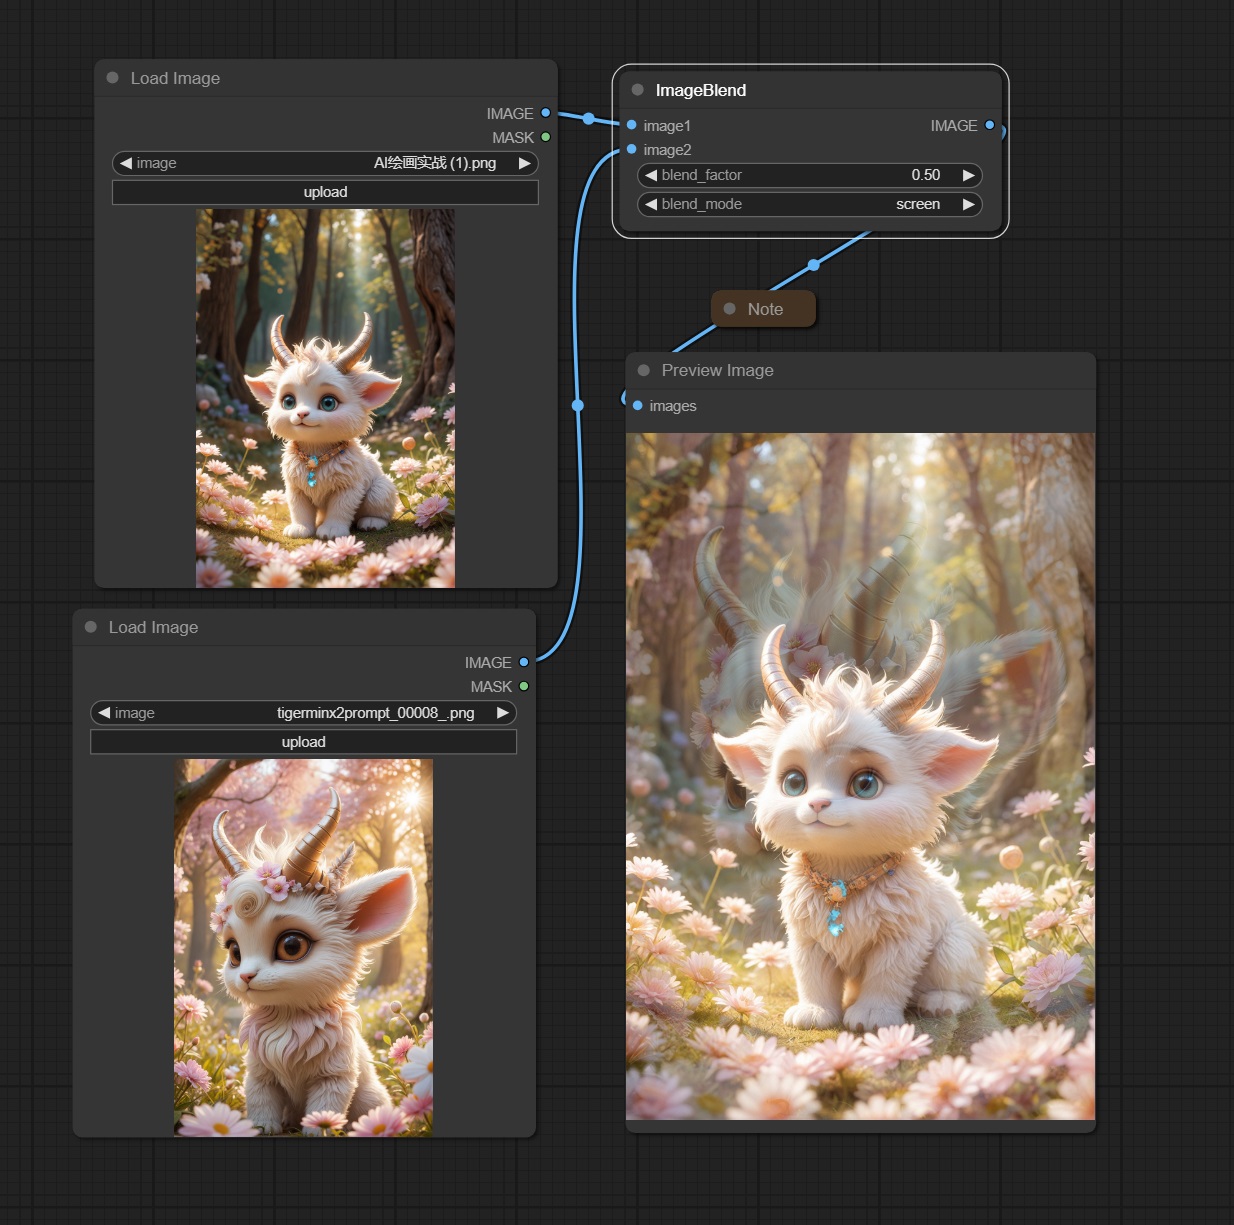 Load Image
IMAGE
MASK
image AI绘画实战 (1).png
upload
ImageBlend
image1 IMAGE
image2
blend_factor 0.50
blend_mode screen
Note
Preview Image
images
Load Image
IMAGE
MASK
image tigerminx2prompt_00008_.png
upload